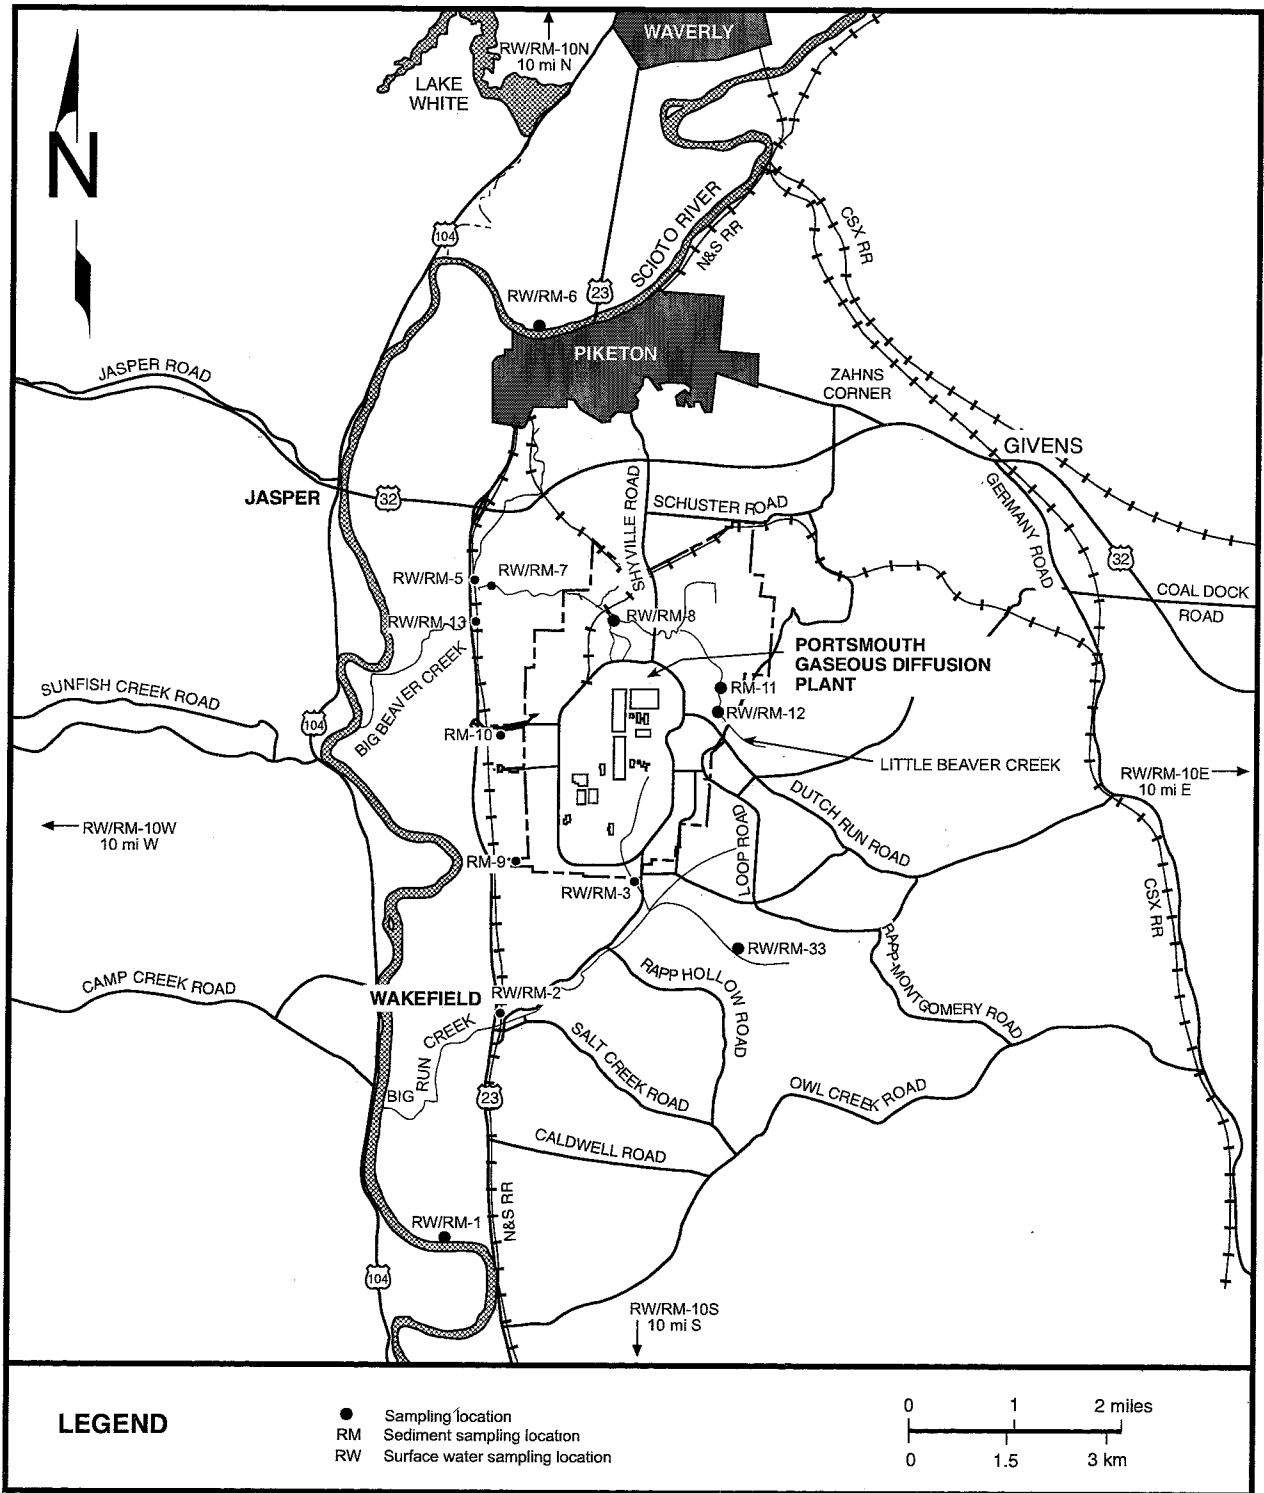 WAVERLY
RW/RM-10N
10 mi N
LAKE
WHITE
N
104
SCIOTO RIVER
N&S RR
CSX RR
RW/RM-6
23
PIKETON
JASPER ROAD
ZAHNS
CORNER
GIVENS
JASPER
32
SHYVILLE ROAD
SCHUSTER ROAD
GERMANY ROAD
32
COAL DOCK
ROAD
RW/RM-5
RW/RM-7
RW/RM-13
RW/RM-8
PORTSMOUTH
GASEOUS DIFFUSION
PLANT
BIG BEAVER CREEK
SUNFISH CREEK ROAD
104
RM-11
RW/RM-12
RM-10
LITTLE BEAVER CREEK
RW/RM-10E
10 mi E
RW/RM-10W
10 mi W
DUTCH RUN ROAD
LOOP ROAD
RM-9
RW/RM-3
CSX RR
RW/RM-33
RAPP-MONTGOMERY ROAD
RAPP HOLLOW ROAD
CAMP CREEK ROAD
WAKEFIELD
RW/RM-2
BIG RUN CREEK
SALT CREEK ROAD
OWL CREEK ROAD
23
CALDWELL ROAD
N&S RR
RW/RM-1
104
RW/RM-10S
10 mi S
LEGEND
Sampling location
RM Sediment sampling location
RW Surface water sampling location
0 1 2 miles
0 1.5 3 km